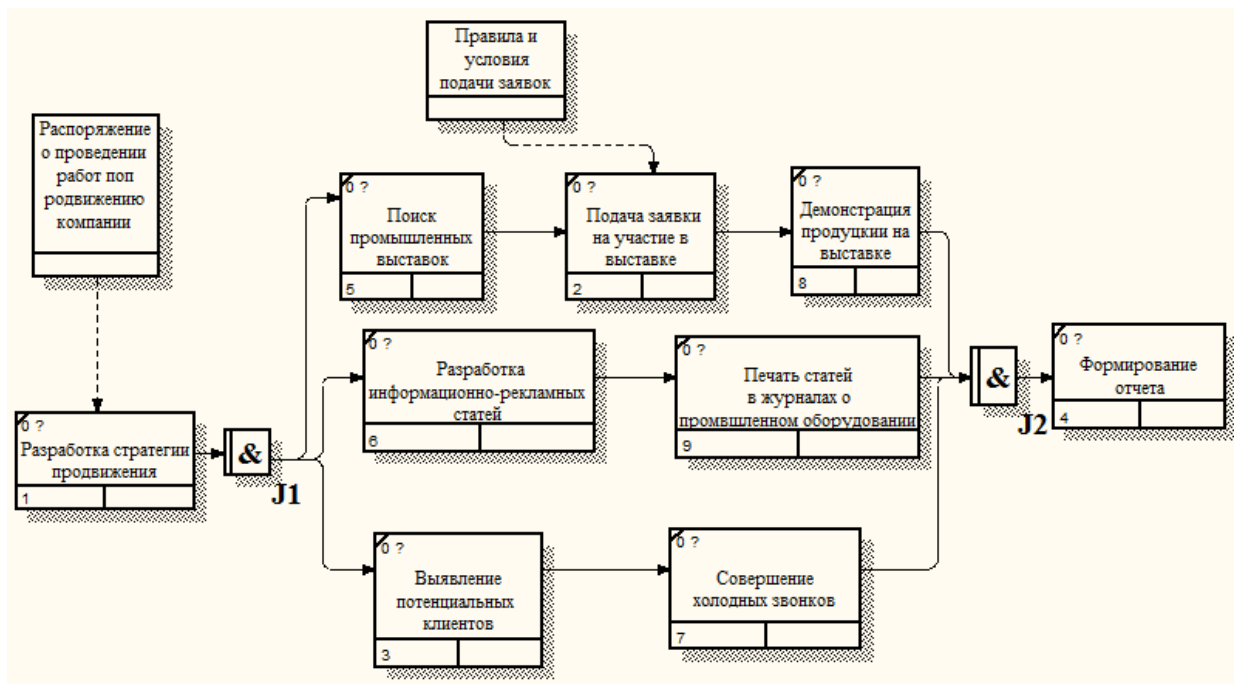 Правила и
условия
подачи заявок
Распоряжение
о проведении
работ поп
родвижению
компании
0 ?
Поиск
промышленных
выставок
5
0 ?
Подача заявки
на участие в
выставке
2
0 ?
Демонстрация
продуцкии на
выставке
8
0 ?
Разработка
информационно-рекламных
статей
6
0 ?
Печать статей
в журналах о
промвшленном оборудовании
9
&
J2
0 ?
Формирование
отчета
4
0 ?
Разработка стратегии
продвижения
1
&
J1
0 ?
Выявление
потенциальных
клиентов
3
0 ?
Совершение
холодных звонков
7